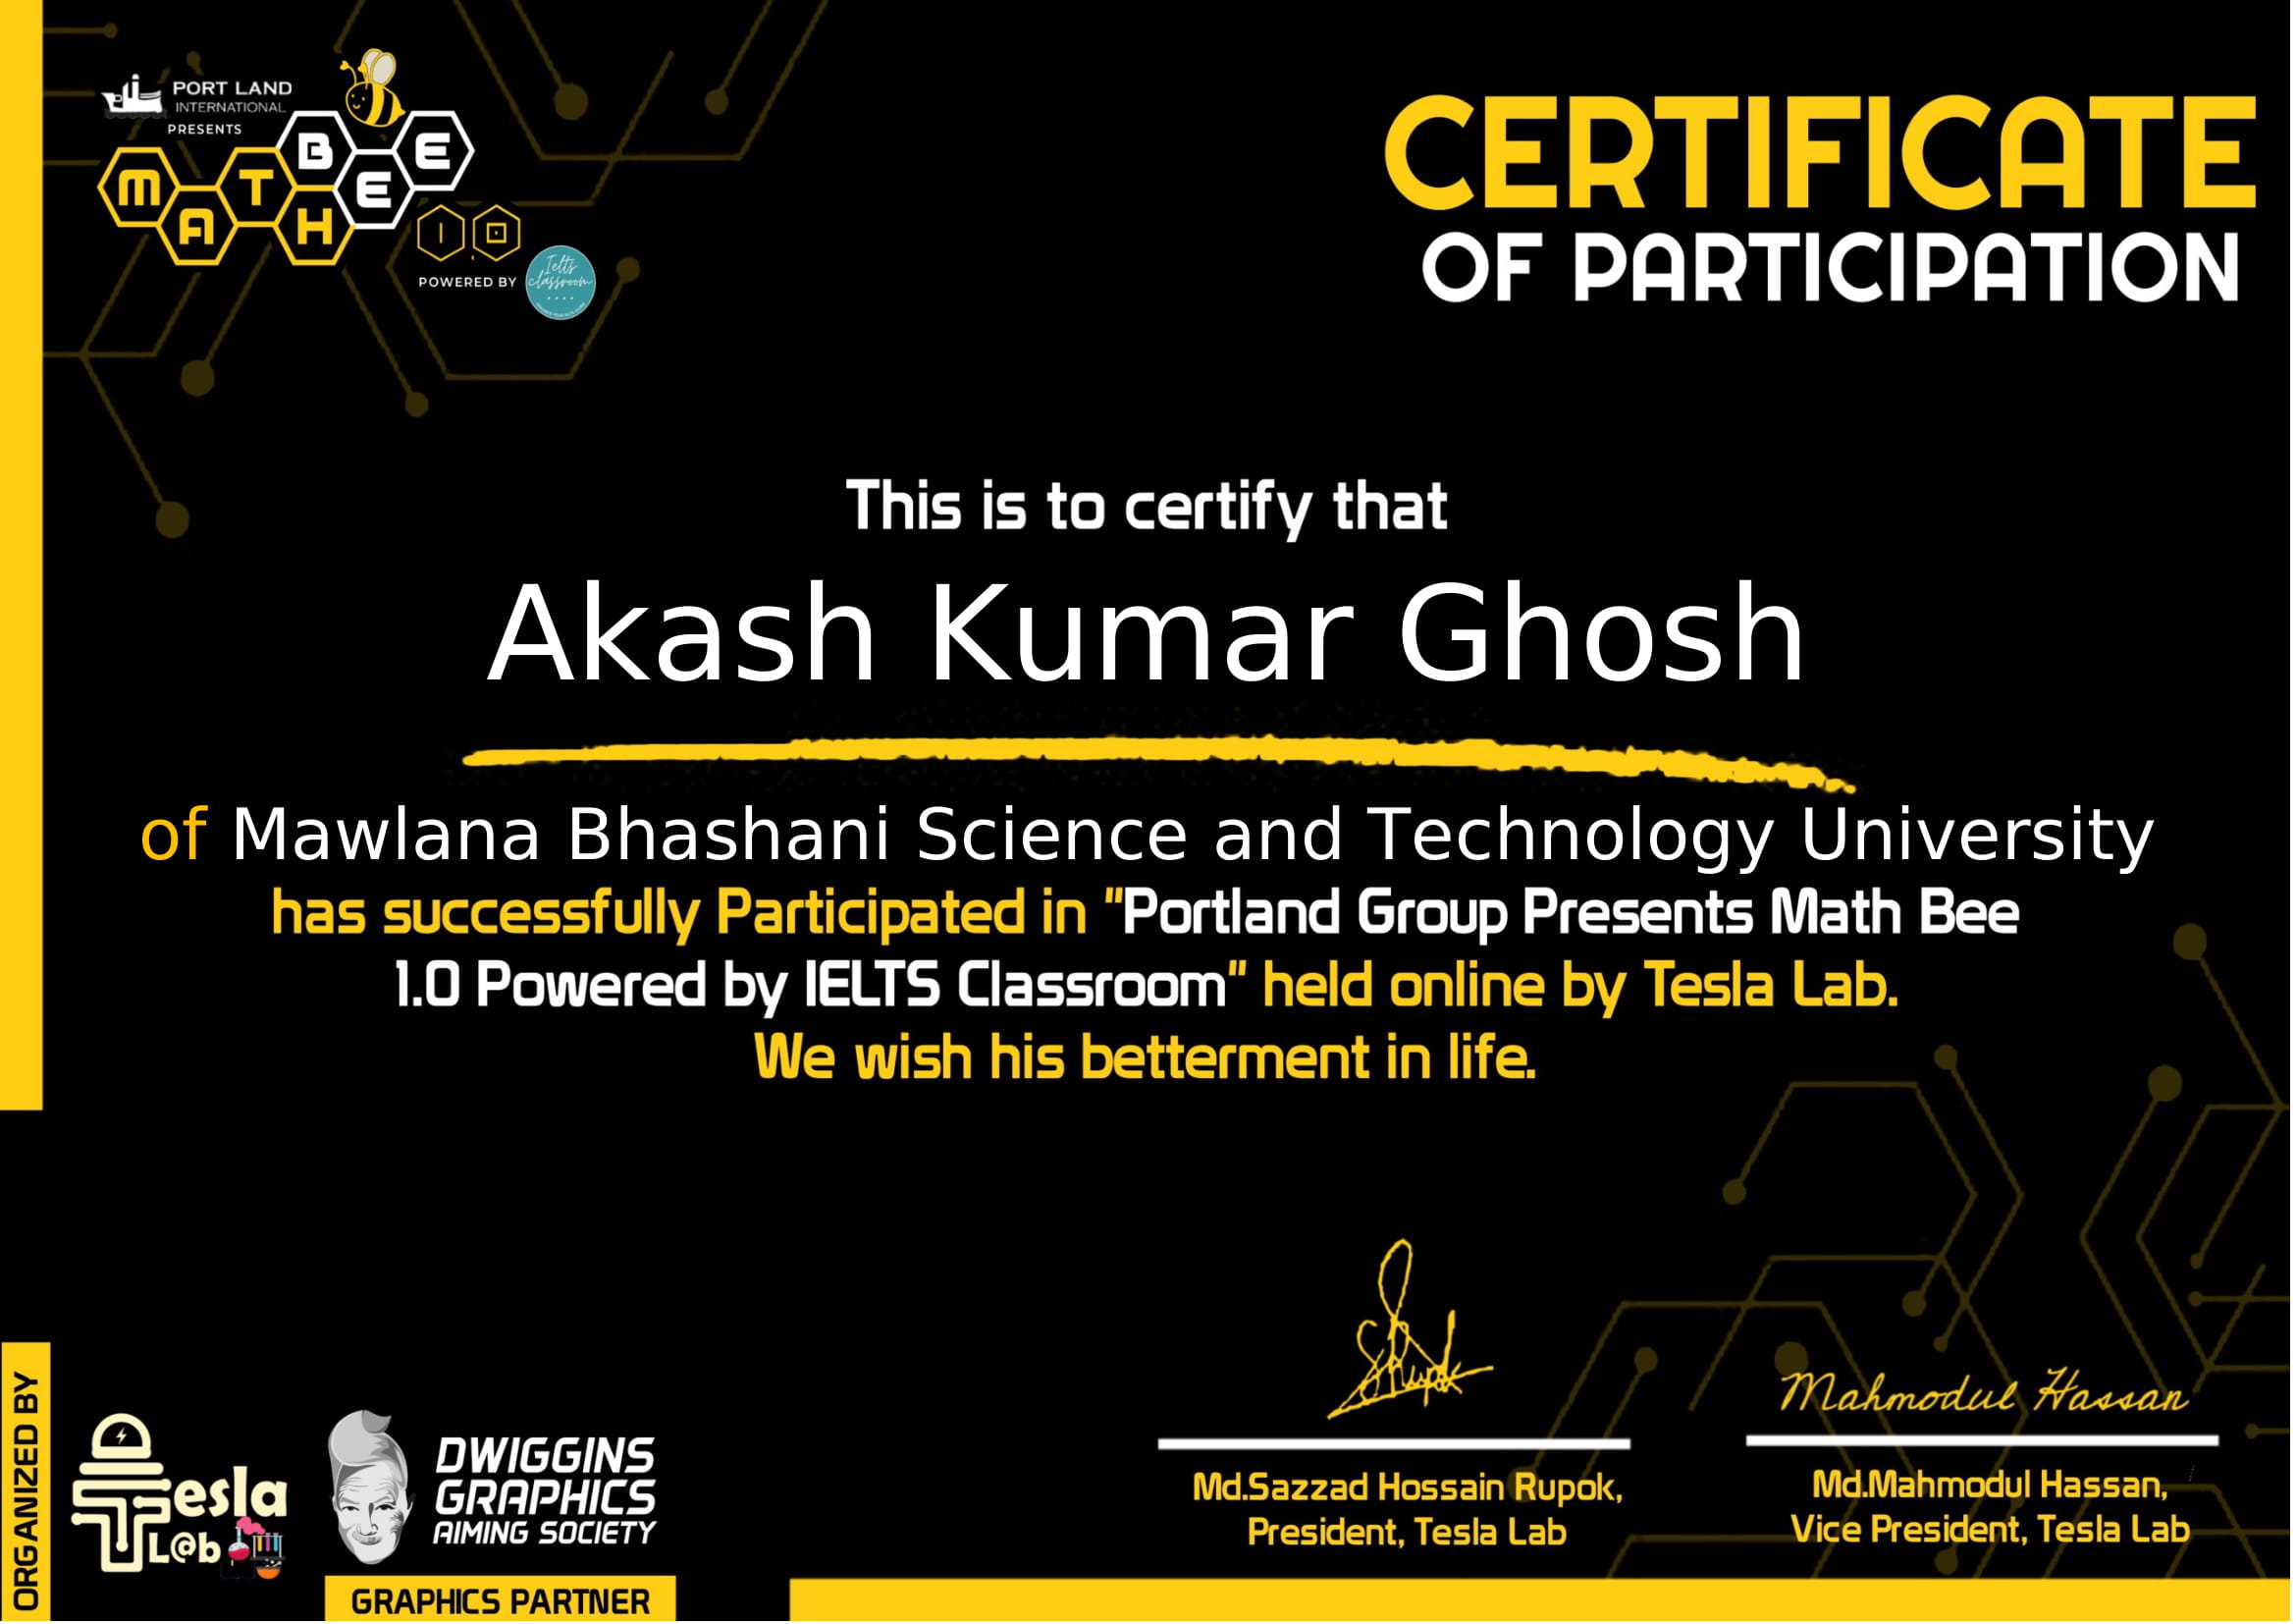 PORT LAND
INTERNATIONAL
PRESENTS
MATH BEE
1.0
POWERED BY
Ielts
classroom
CERTIFICATE
OF PARTICIPATION
This is to certify that
Akash Kumar Ghosh
of Mawlana Bhashani Science and Technology University
has successfully Participated in "Portland Group Presents Math Bee
1.0 Powered by IELTS Classroom" held online by Tesla Lab.
We wish his betterment in life.
ORGANIZED BY
Tesla
L@b
DWIGGINS
GRAPHICS
AIMING SOCIETY
GRAPHICS PARTNER
SRupok
Md.Sazzad Hossain Rupok,
President, Tesla Lab
Mahmodul Hassan
Md.Mahmodul Hassan,
Vice President, Tesla Lab